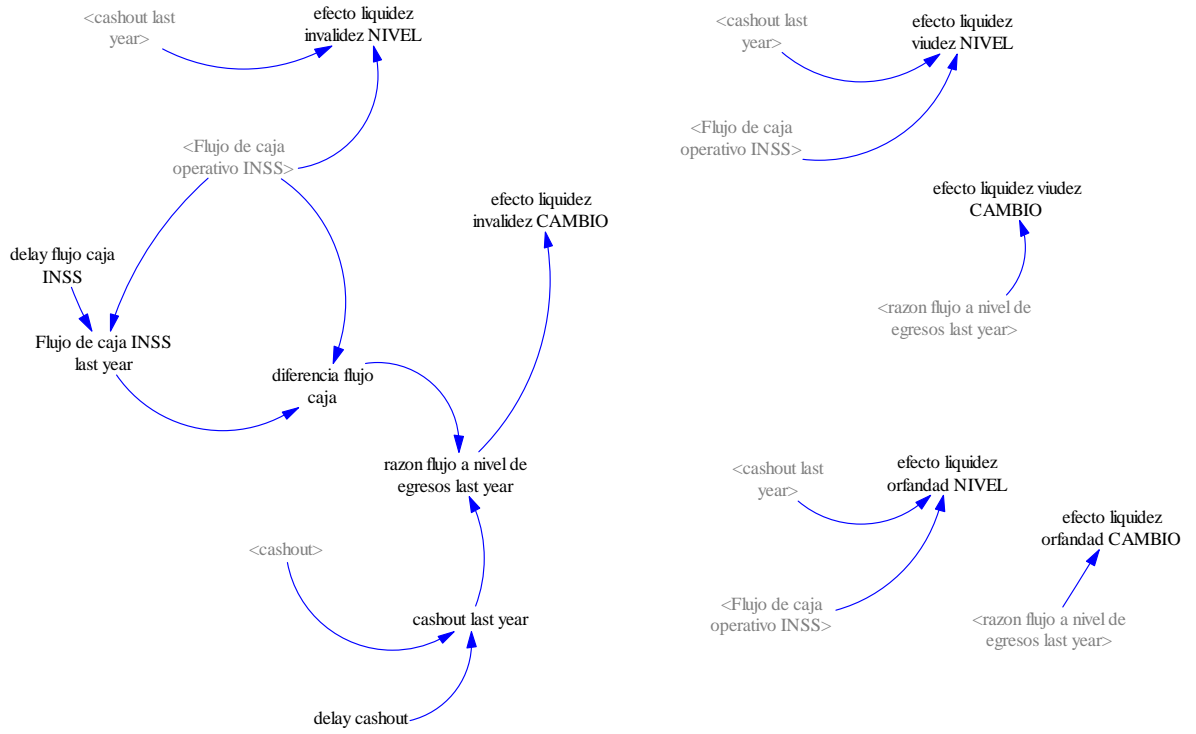 <cashout last
year>
efecto liquidez
invalidez NIVEL
<Flujo de caja
operativo INSS>
efecto liquidez
invalidez CAMBIO
delay flujo caja
INSS
Flujo de caja INSS
last year
diferencia flujo
caja
razon flujo a nivel de
egresos last year
<cashout>
cashout last year
delay cashout
<cashout last
year>
efecto liquidez
viudez NIVEL
<Flujo de caja
operativo INSS>
efecto liquidez viudez
CAMBIO
<razon flujo a nivel de
egresos last year>
<cashout last
year>
efecto liquidez
orfandad NIVEL
efecto liquidez
orfandad CAMBIO
<Flujo de caja
operativo INSS>
<razon flujo a nivel de
egresos last year>